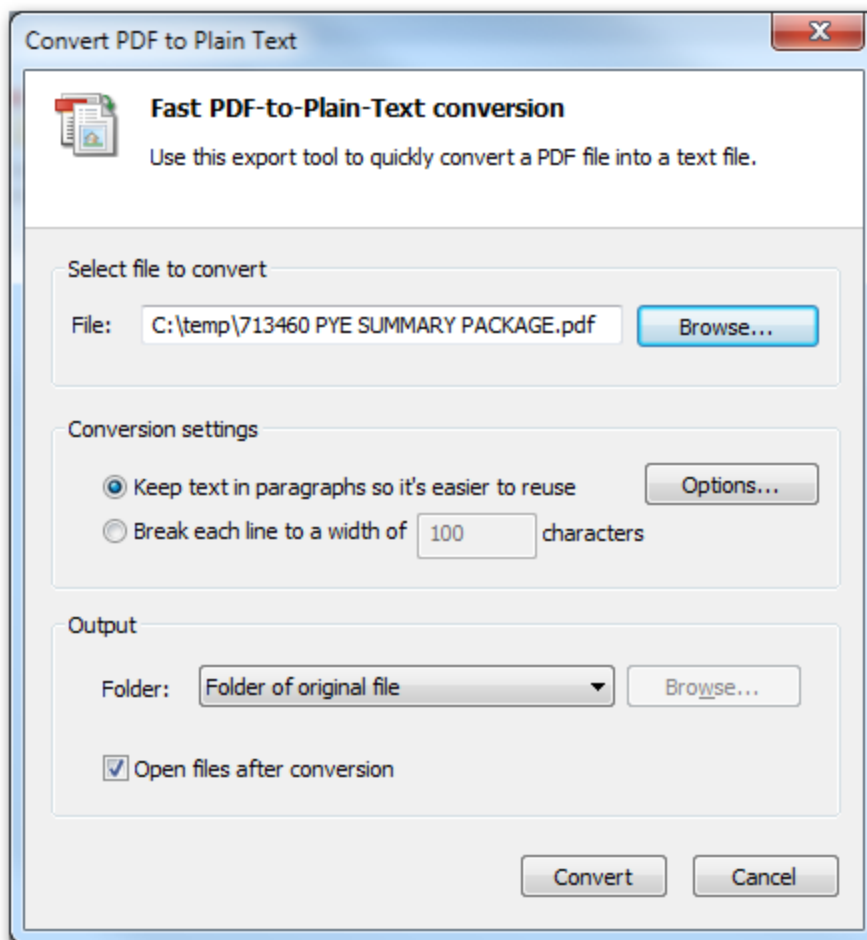 Convert PDF to Plain Text
Fast PDF-to-Plain-Text conversion
Use this export tool to quickly convert a PDF file into a text file.
Select file to convert
File: C:\temp\713460 PYE SUMMARY PACKAGE.pdf Browse...
Conversion settings
Keep text in paragraphs so it's easier to reuse Options...
Break each line to a width of 100 characters
Output
Folder: Folder of original file Browse...
Open files after conversion
Convert Cancel